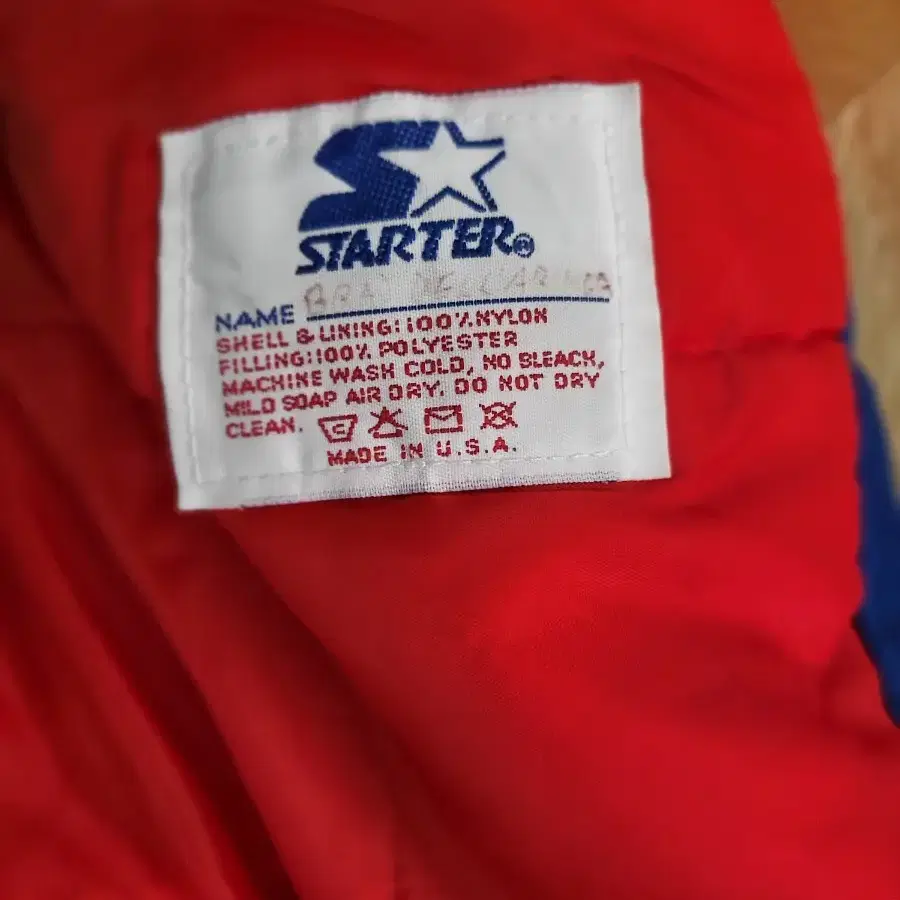 STARTER®
NAME
SHELL & LINING: 100% NYLON
FILLING: 100% POLYESTER
MACHINE WASH COLD, NO BLEACH,
MILD SOAP AIR DRY. DO NOT DRY
CLEAN.
MADE IN U.S.A.